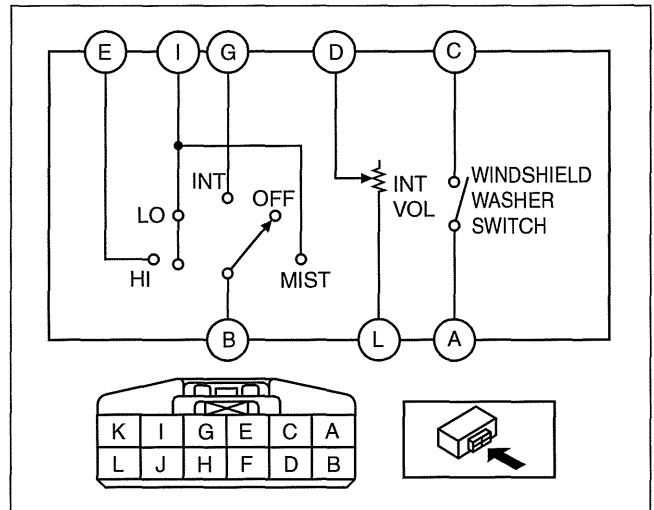 E I G D C
INT
OFF
LO
HI
MIST
INT
VOL
WINDSHIELD
WASHER
SWITCH
B L A
K I G E C A
L J H F D B